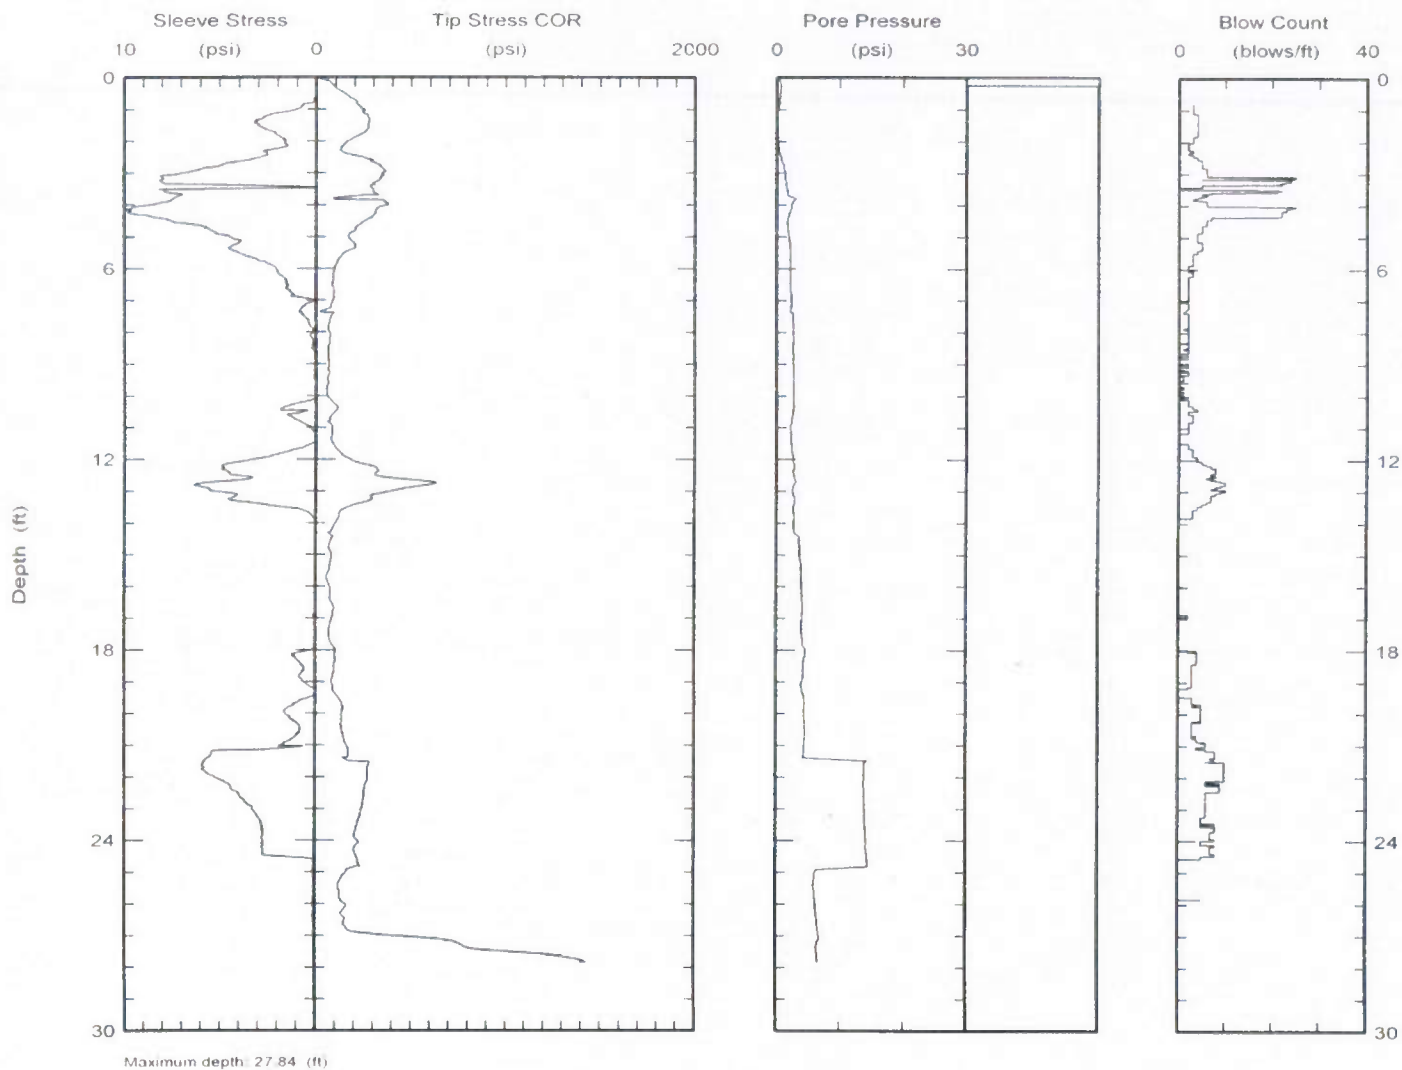 Sleeve Stress Tip Stress COR Pore Pressure Blow Count
10 (psi) 0 (psi) 2000 0 (psi) 30 0 (blows/ft) 40
0 0
6 6
12 12
Depth (ft)
18 18
24 24
30 30
Maximum depth: 27.84 (ft)